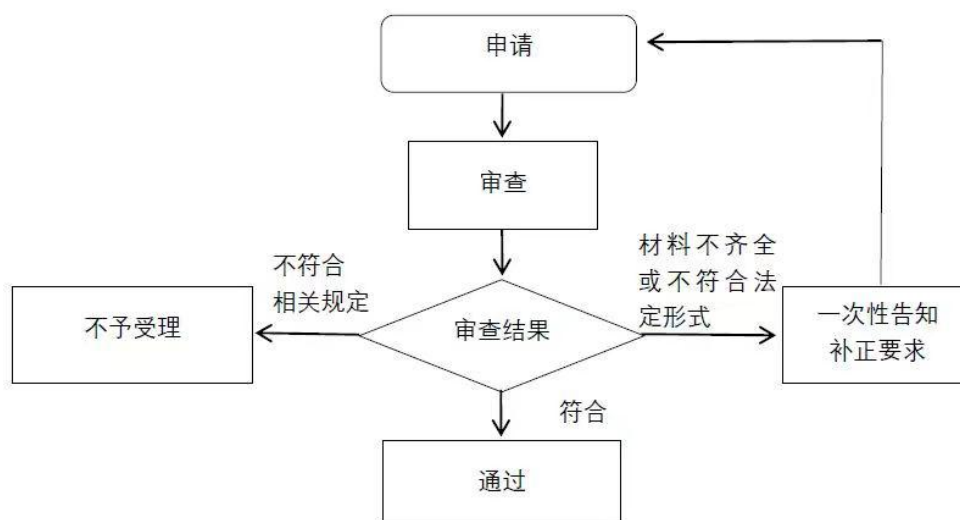 申请
审查
材料不齐全
或不符合法
定形式
不符合
相关规定
不予受理
审查结果
一次性告知
补正要求
符合
通过